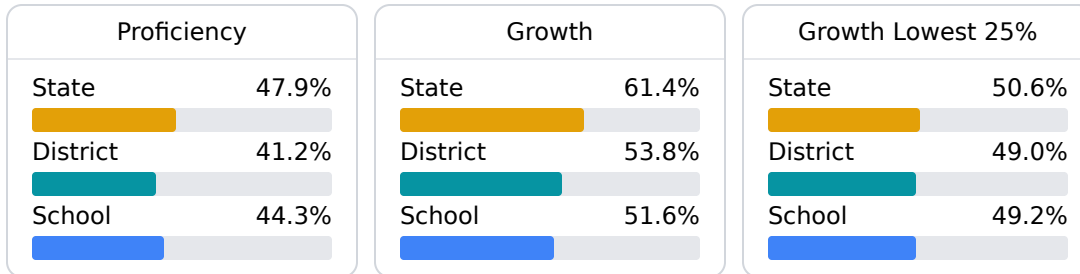 Proficiency
State 47.9%
District 41.2%
School 44.3%
Growth
State 61.4%
District 53.8%
School 51.6%
Growth Lowest 25%
State 50.6%
District 49.0%
School 49.2%